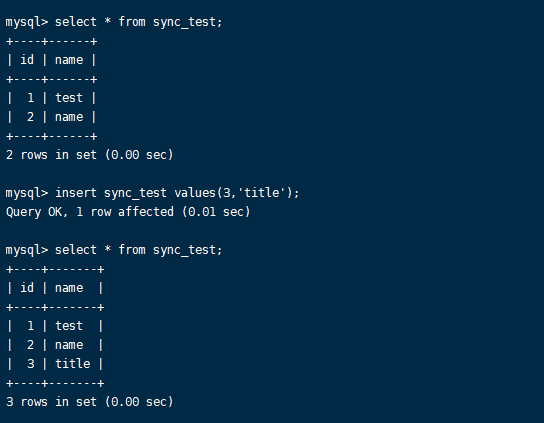 mysql> select * from sync_test;
+----+------+
| id | name |
+----+------+
|  1 | test |
|  2 | name |
+----+------+
2 rows in set (0.00 sec)
mysql> insert sync_test values(3,'title');
Query OK, 1 row affected (0.01 sec)
mysql> select * from sync_test;
+----+-------+
| id | name  |
+----+-------+
|  1 | test  |
|  2 | name  |
|  3 | title |
+----+-------+
3 rows in set (0.00 sec)